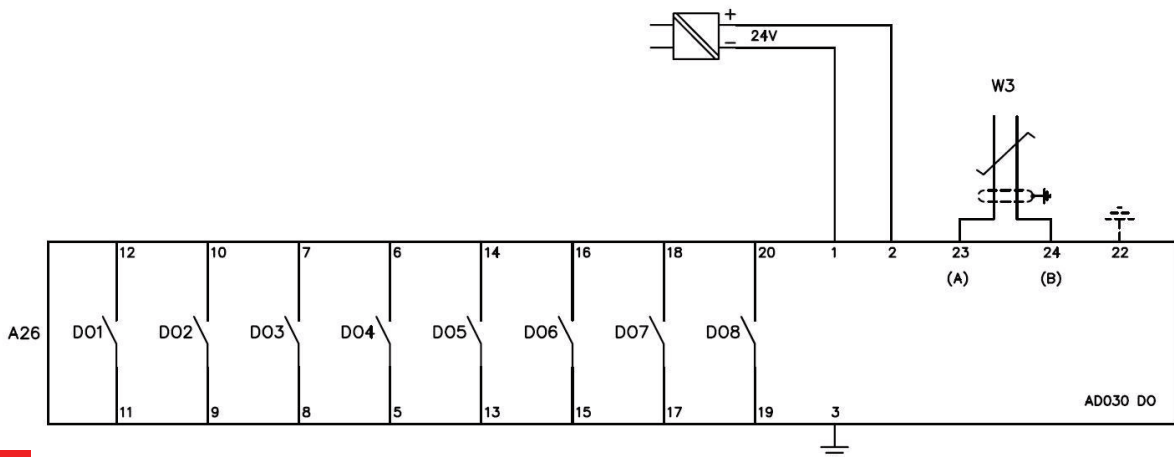 +
24V
−
W3
12 10 7 6 14 16 18 20 1 2 23 24 22
(A) (B)
A26 DO1 DO2 DO3 DO4 DO5 DO6 DO7 DO8
AD030 DO
11 9 8 5 13 15 17 19 3